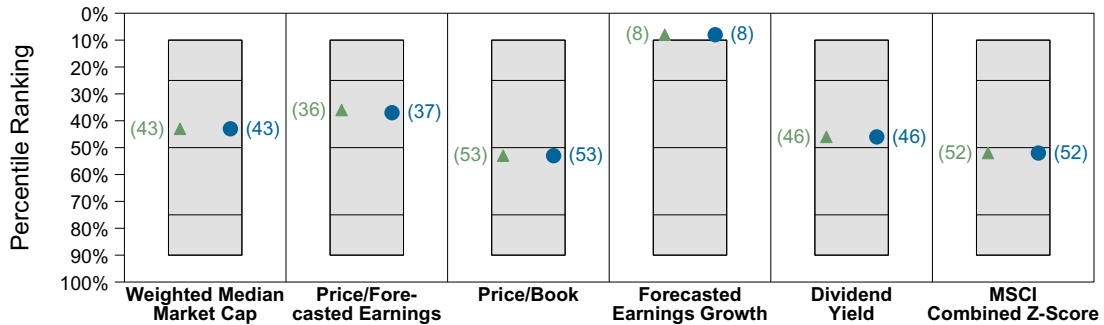 Percentile Ranking
0%
10%
20%
30%
40%
50%
60%
70%
80%
90%
100%
(43) (43)
(36) (37)
(53) (53)
(8) (8)
(46) (46)
(52) (52)
Weighted Median
Market Cap
Price/Fore-
casted Earnings
Price/Book
Forecasted
Earnings Growth
Dividend
Yield
MSCI
Combined Z-Score